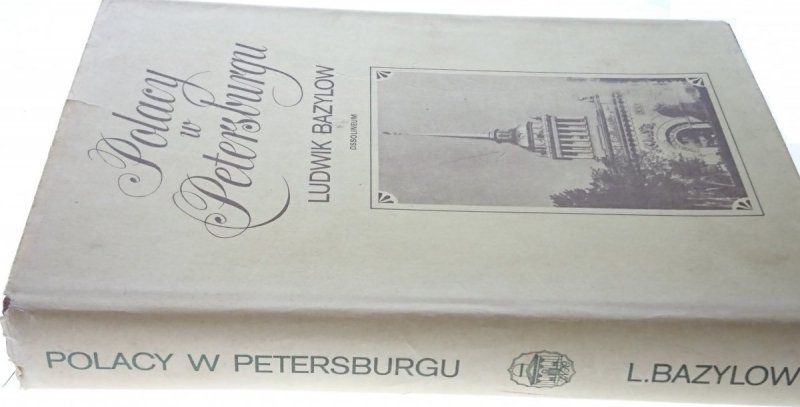 Polacy
w
Petersburgu
LUDWIK BAZYLOW
OSSOLINEUM
POLACY W PETERSBURGU
L.BAZYLOW